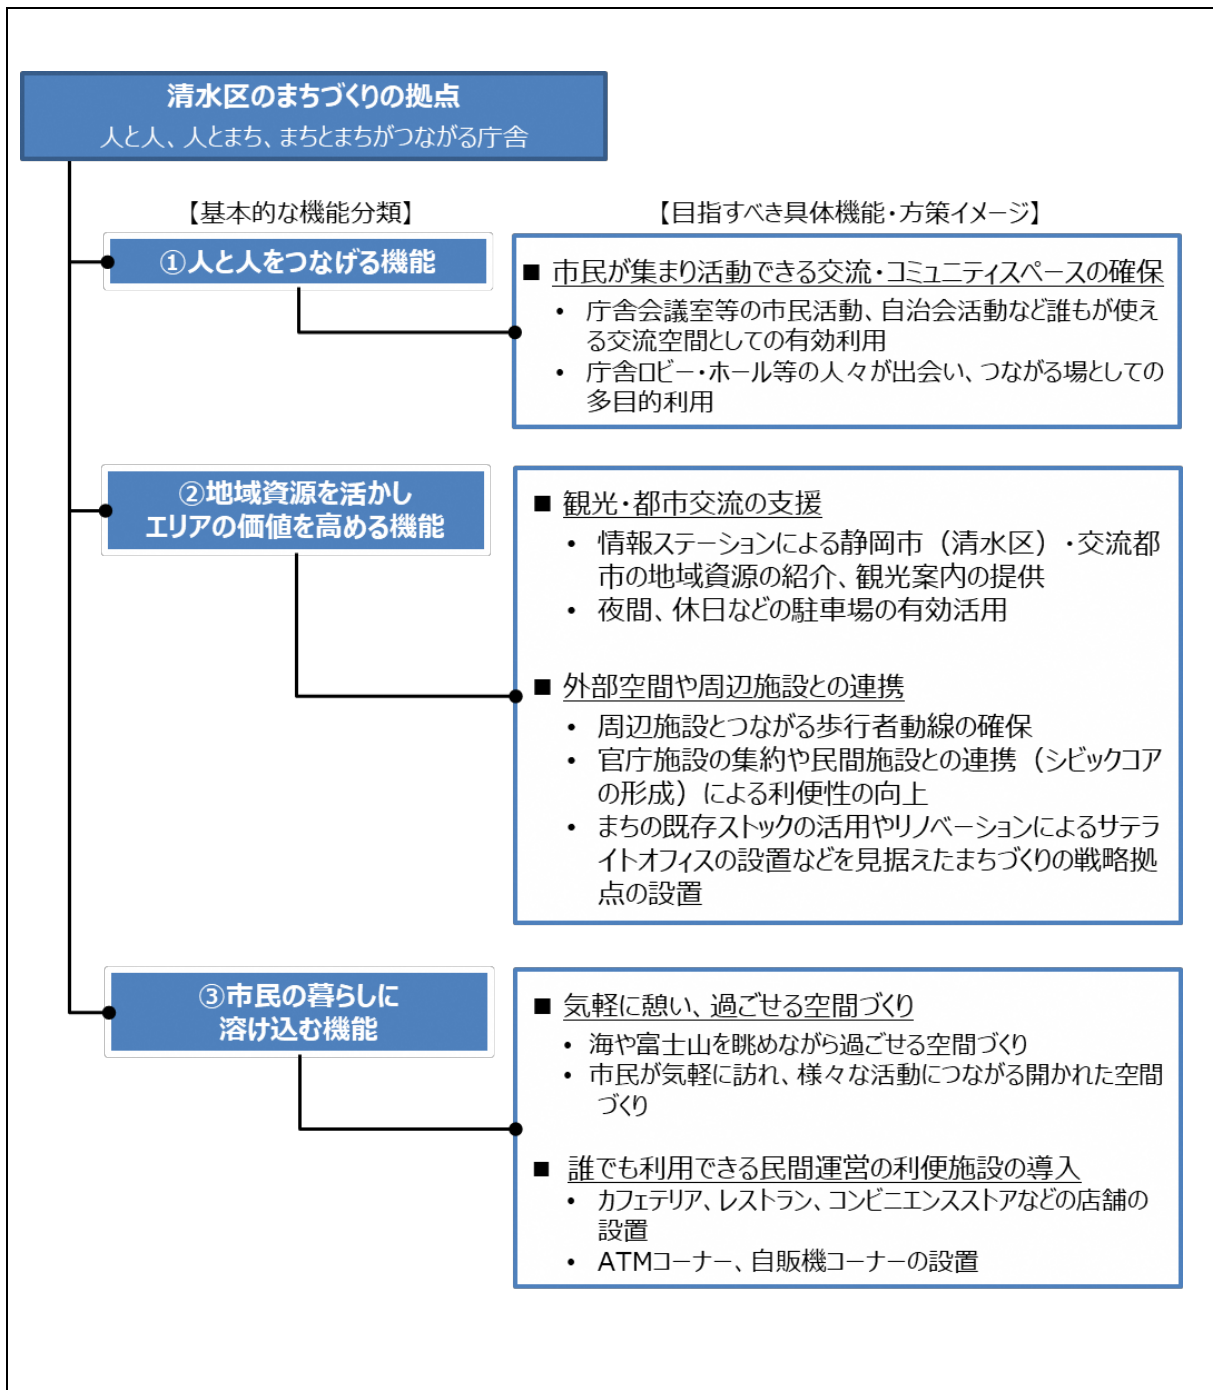 清水区のまちづくりの拠点
人と人、人とまち、まちとまちがつながる庁舎
【基本的な機能分類】
【目指すべき具体機能・方策イメージ】
①人と人をつなげる機能
■ 市民が集まり活動できる交流・コミュニティスペースの確保
• 庁舎会議室等の市民活動、自治会活動など誰もが使え
る交流空間としての有効利用
• 庁舎ロビー・ホール等の人々が出会い、つながる場としての
多目的利用
②地域資源を活かし
エリアの価値を高める機能
■ 観光・都市交流の支援
• 情報ステーションによる静岡市（清水区）・交流都
市の地域資源の紹介、観光案内の提供
• 夜間、休日などの駐車場の有効活用
■ 外部空間や周辺施設との連携
• 周辺施設とつながる歩行者動線の確保
• 官庁施設の集約や民間施設との連携（シビックコア
の形成）による利便性の向上
• まちの既存ストックの活用やリノベーションによるサテラ
イトオフィスの設置などを見据えたまちづくりの戦略拠
点の設置
③市民の暮らしに
溶け込む機能
■ 気軽に憩い、過ごせる空間づくり
• 海や富士山を眺めながら過ごせる空間づくり
• 市民が気軽に訪れ、様々な活動につながる開かれた空間
づくり
■ 誰でも利用できる民間運営の利便施設の導入
• カフェテリア、レストラン、コンビニエンスストアなどの店舗の
設置
• ATMコーナー、自販機コーナーの設置